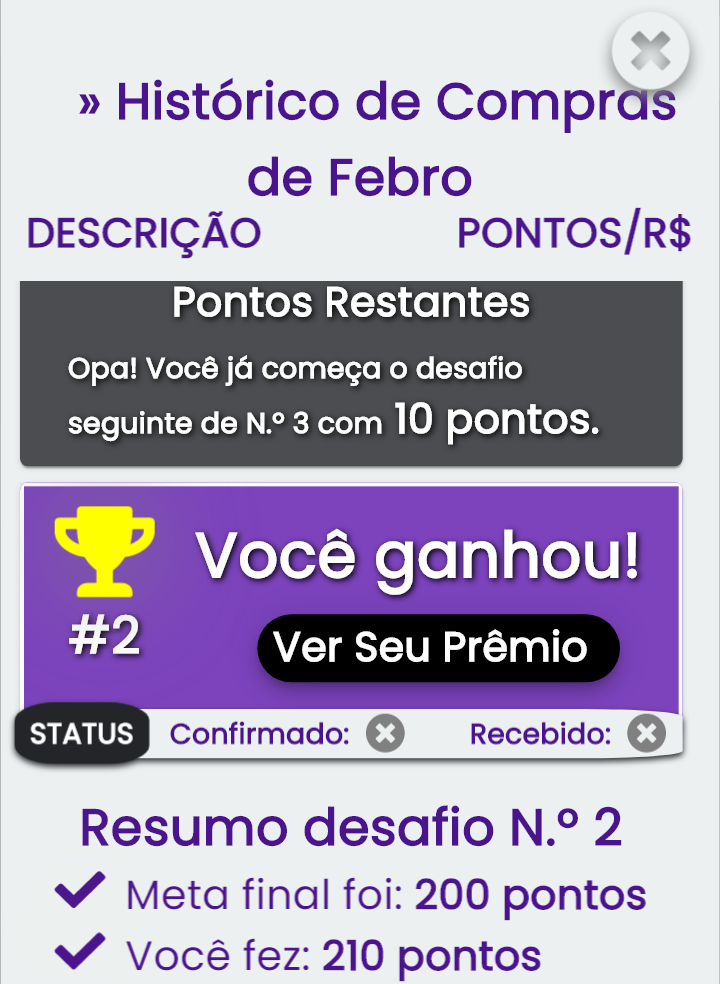 » Histórico de Compras
de Febro
DESCRIÇÃO PONTOS/R$
Pontos Restantes
Opa! Você já começa o desafio
seguinte de N.º 3 com 10 pontos.
Você ganhou!
#2
Ver Seu Prêmio
STATUS Confirmado: Recebido:
Resumo desafio N.º 2
Meta final foi: 200 pontos
Você fez: 210 pontos